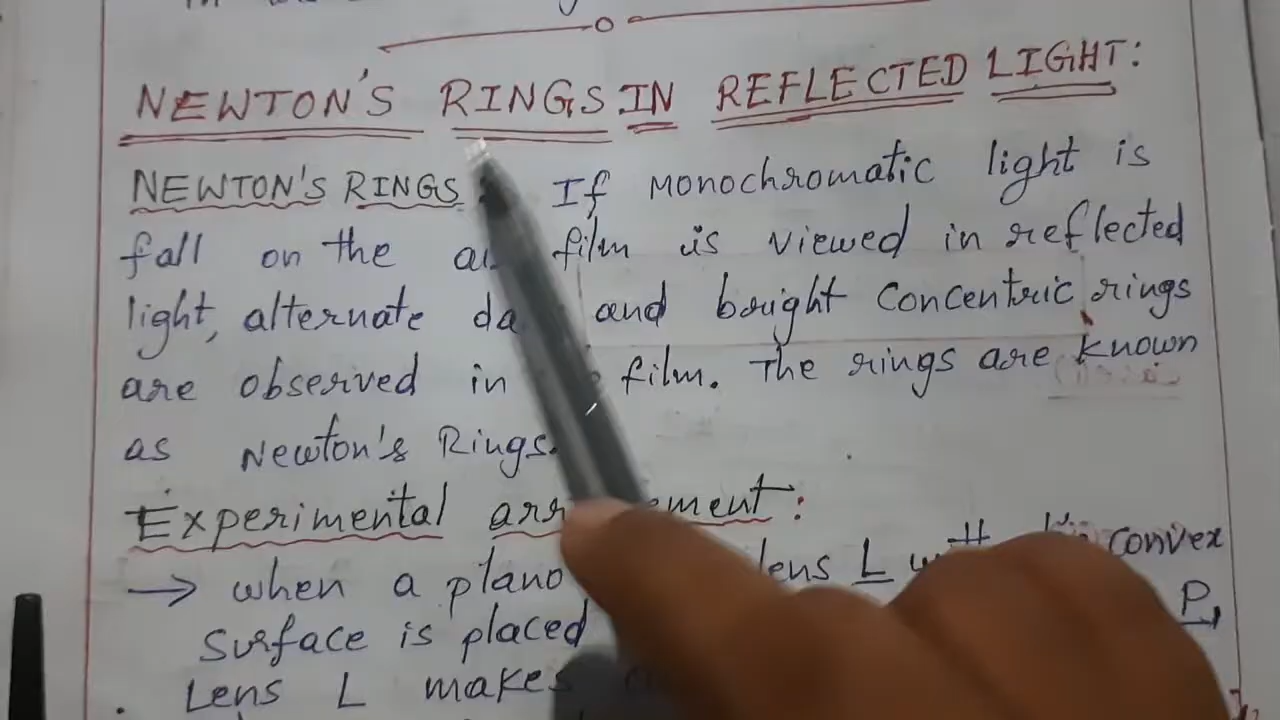 in the
NEWTON'S RINGS IN REFLECTED LIGHT:
NEWTON'S RINGS : If monochromatic light is
fall on the film is viewed in reflected
light, alternate and bright concentric rings
are observed in film. The rings are known
as Newton's Rings.
Experimental :
→ when a plano lens L convex
surface is placed P,
Lens L makes